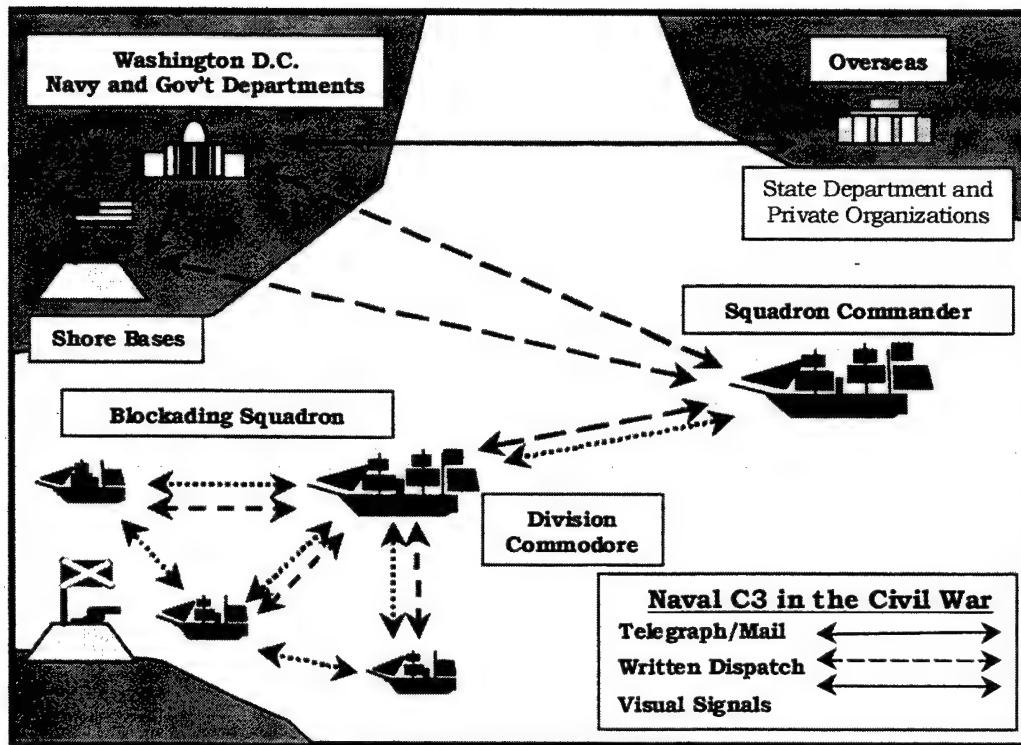 Washington D.C.
Navy and Gov't Departments
Overseas
State Department and
Private Organizations
Squadron Commander
Shore Bases
Blockading Squadron
Division
Commodore
Naval C3 in the Civil War
Telegraph/Mail
Written Dispatch
Visual Signals